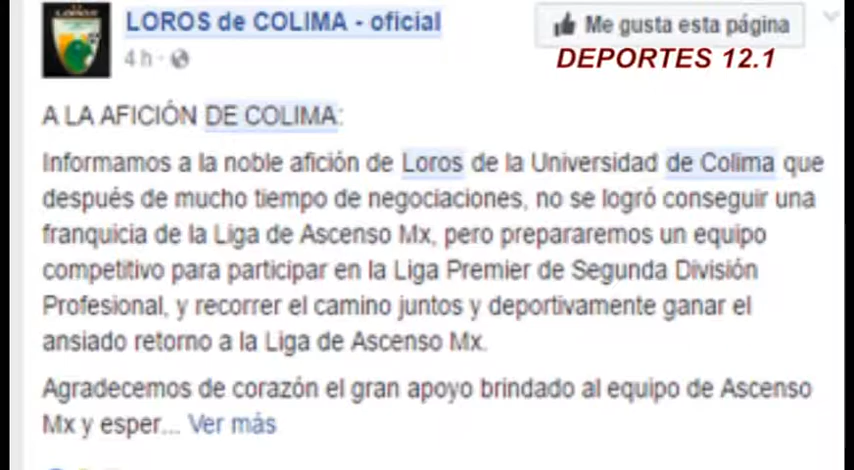 LOROS de COLIMA - oficial
Me gusta esta página
4 h ·
DEPORTES 12.1
A LA AFICIÓN DE COLIMA:
Informamos a la noble afición de Loros de la Universidad de Colima que
después de mucho tiempo de negociaciones, no se logró conseguir una
franquicia de la Liga de Ascenso Mx, pero prepararemos un equipo
competitivo para participar en la Liga Premier de Segunda División
Profesional, y recorrer el camino juntos y deportivamente ganar el
ansiado retorno a la Liga de Ascenso Mx.
Agradecemos de corazón el gran apoyo brindado al equipo de Ascenso
Mx y esper... Ver más